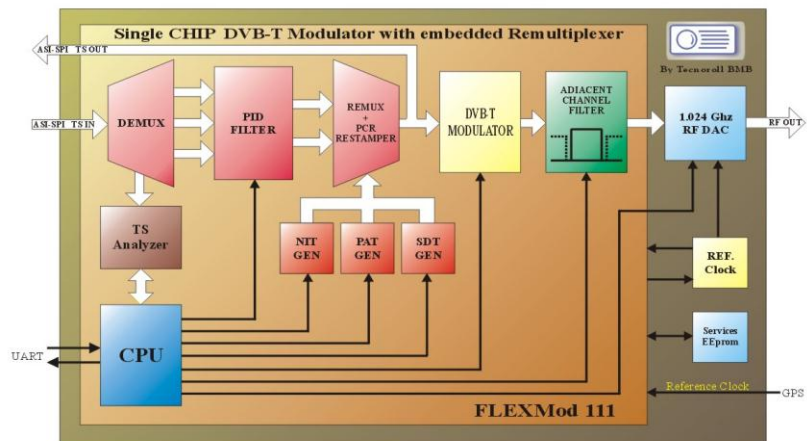 Single CHIP DVB-T Modulator with embedded Remultiplexer
ASI-SPI TS OUT
By Tecnoroll BMB
ASI-SPI TS IN
DEMUX
PID
FILTER
REMUX
+
PCR
RESTAMPER
DVB-T
MODULATOR
ADIACENT
CHANNEL
FILTER
1.024 Ghz
RF DAC
RF OUT
TS
Analyzer
NIT
GEN
PAT
GEN
SDT
GEN
REF.
Clock
CPU
UART
Services
EEprom
Reference Clock
GPS
FLEXMod 111